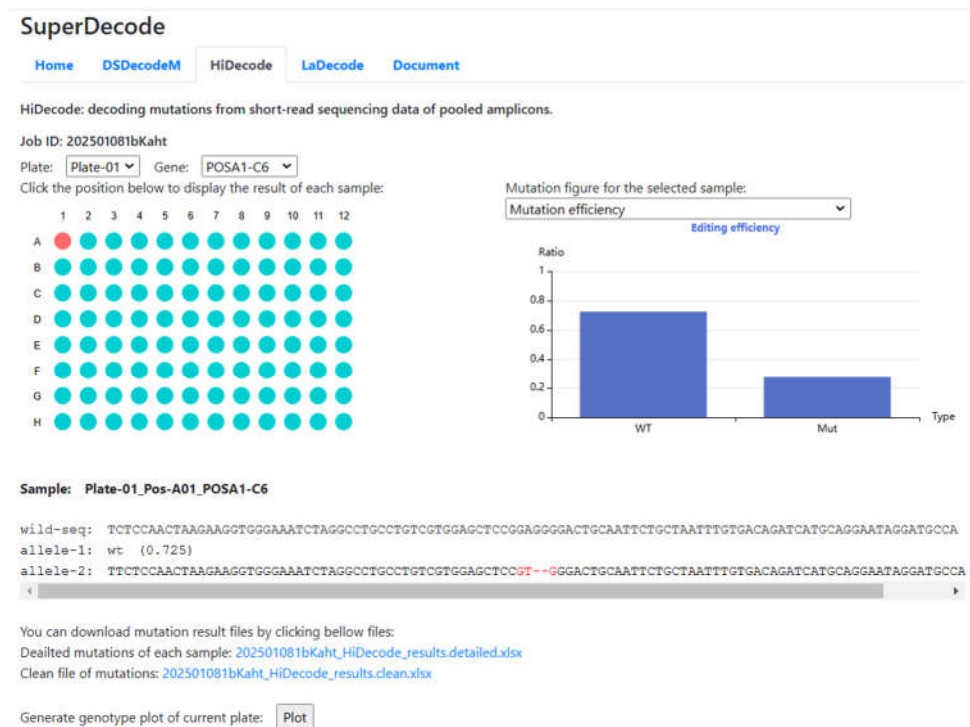 SuperDecode
Home DSDecodeM HiDecode LaDecode Document
HiDecode: decoding mutations from short-read sequencing data of pooled amplicons.
Job ID: 202501081bKaht
Plate: Plate-01 Gene: POSA1-C6
Click the position below to display the result of each sample:
1 2 3 4 5 6 7 8 9 10 11 12
A
B
C
D
E
F
G
H
Mutation figure for the selected sample:
Mutation efficiency
Editing efficiency
Ratio
1
0.8
0.6
0.4
0.2
0
WT Mut
Type
Sample: Plate-01_Pos-A01_POSA1-C6
wild-seq: TCTCCAACTAAGAAGGTGGGAAATCTAGGCCTGCCTGTCGTGGAGCTCCGGAGGGGACTGCAATTCTGCTAATTTGTGACAGATCATGCAGGAATAGGATGCCA
allele-1: wt (0.725)
allele-2: TTCTCCAACTAAGAAGGTGGGAAATCTAGGCCTGCCTGTCGTGGAGCTCCGT--GGGACTGCAATTCTGCTAATTTGTGACAGATCATGCAGGAATAGGATGCCA
You can download mutation result files by clicking bellow files:
Deailted mutations of each sample: 202501081bKaht_HiDecode_results.detailed.xlsx
Clean file of mutations: 202501081bKaht_HiDecode_results.clean.xlsx
Generate genotype plot of current plate: Plot